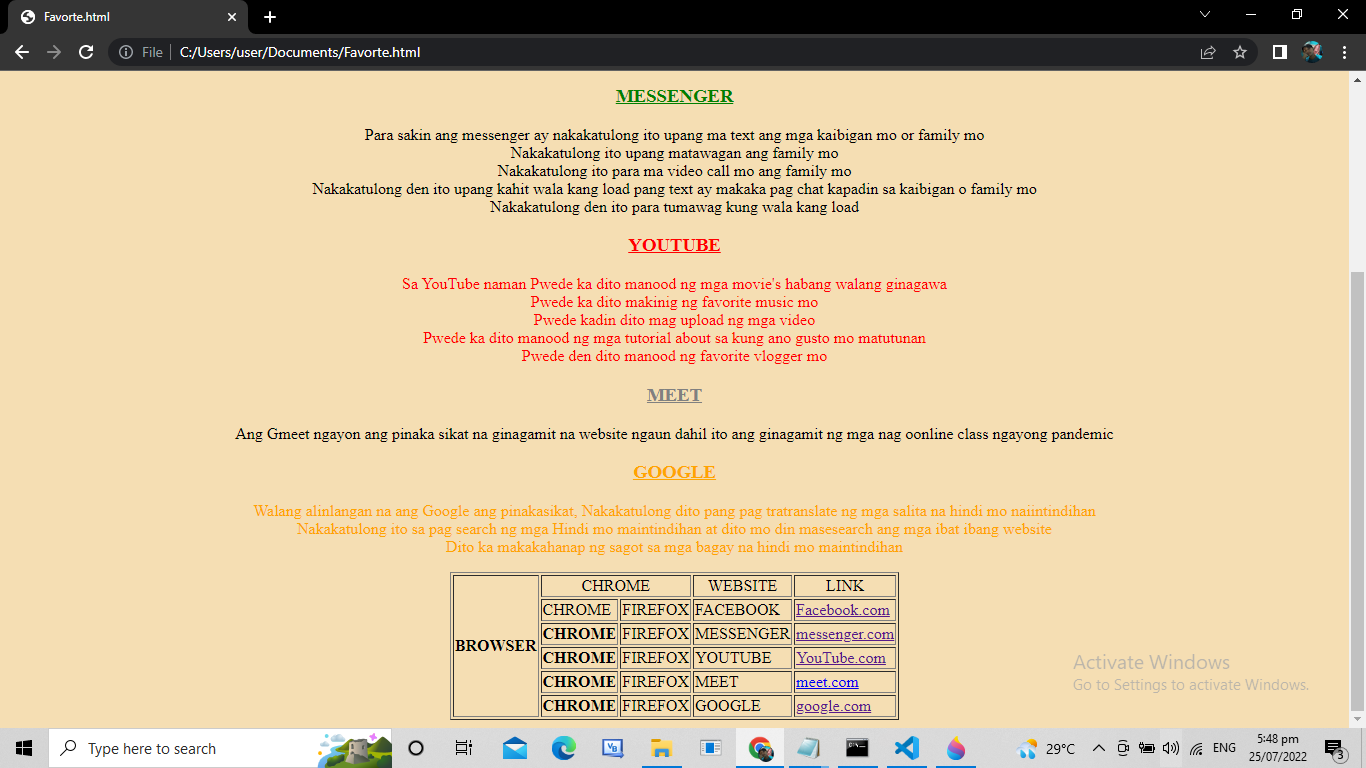 Favorte.html
File C:/Users/user/Documents/Favorte.html
MESSENGER
Para sakin ang messenger ay nakakatulong ito upang ma text ang mga kaibigan mo or family mo
Nakakatulong ito upang matawagan ang family mo
Nakakatulong ito para ma video call mo ang family mo
Nakakatulong den ito upang kahit wala kang load pang text ay makaka pag chat kapadin sa kaibigan o family mo
Nakakatulong den ito para tumawag kung wala kang load
YOUTUBE
Sa YouTube naman Pwede ka dito manood ng mga movie's habang walang ginagawa
Pwede ka dito makinig ng favorite music mo
Pwede kadin dito mag upload ng mga video
Pwede ka dito manood ng mga tutorial about sa kung ano gusto mo matutunan
Pwede den dito manood ng favorite vlogger mo
MEET
Ang Gmeet ngayon ang pinaka sikat na ginagamit na website ngaun dahil ito ang ginagamit ng mga nag oonline class ngayong pandemic
GOOGLE
Walang alinlangan na ang Google ang pinakasikat, Nakakatulong dito pang pag tratranslate ng mga salita na hindi mo naiintindihan
Nakakatulong ito sa pag search ng mga Hindi mo maintindihan at dito mo din masesearch ang mga ibat ibang website
Dito ka makakahanap ng sagot sa mga bagay na hindi mo maintindihan
BROWSER
CHROME WEBSITE LINK
CHROME FIREFOX FACEBOOK Facebook.com
CHROME FIREFOX MESSENGER messenger.com
CHROME FIREFOX YOUTUBE YouTube.com
CHROME FIREFOX MEET meet.com
CHROME FIREFOX GOOGLE google.com
Activate Windows
Go to Settings to activate Windows.
Type here to search
29°C
ENG
5:48 pm
25/07/2022
3